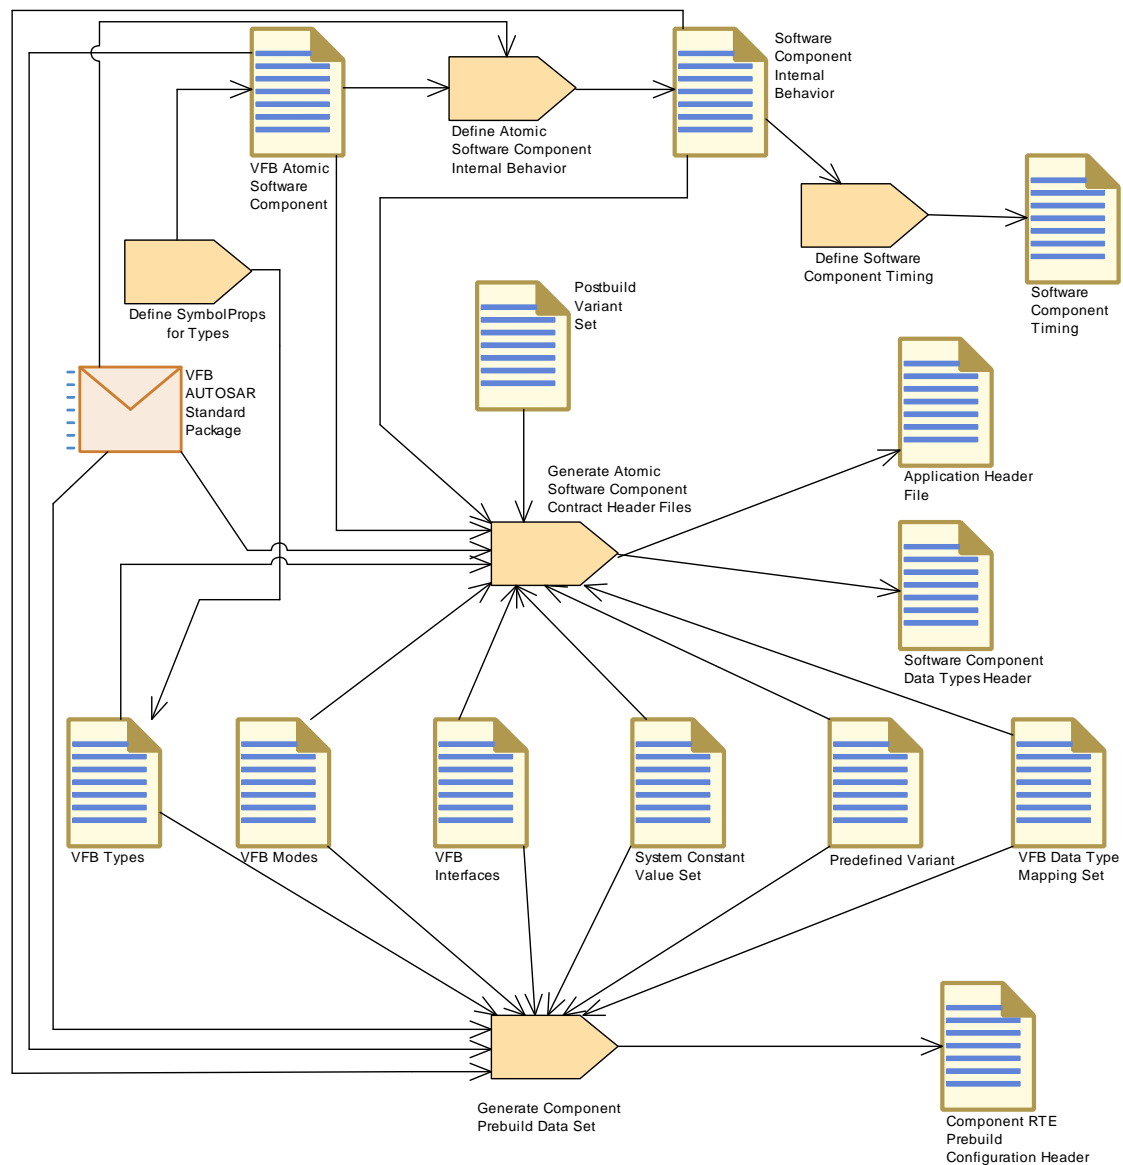 Software
Component
Internal
Behavior
Define Atomic
Software Component
Internal Behavior
VFB Atomic
Software
Component
Define Software
Component Timing
Software
Component
Timing
Define SymbolProps
for Types
Postbuild
Variant
Set
VFB
AUTOSAR
Standard
Package
Generate Atomic
Software Component
Contract Header Files
Application Header
File
Software Component
Data Types Header
VFB Types
VFB Modes
VFB
Interfaces
System Constant
Value Set
Predefined Variant
VFB Data Type
Mapping Set
Generate Component
Prebuild Data Set
Component RTE
Prebuild
Configuration Header